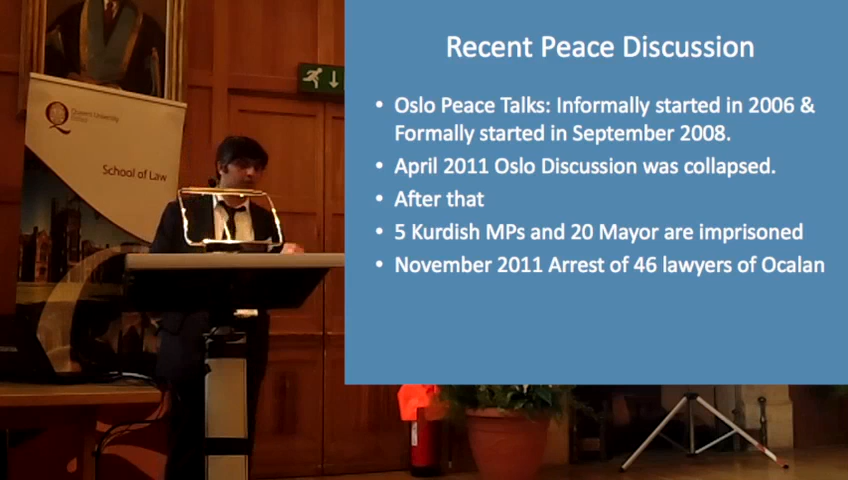 Recent Peace Discussion
• Oslo Peace Talks: Informally started in 2006 &
Formally started in September 2008.
• April 2011 Oslo Discussion was collapsed.
• After that
• 5 Kurdish MPs and 20 Mayor are imprisoned
• November 2011 Arrest of 46 lawyers of Ocalan
Queen's University
Belfast
School of Law